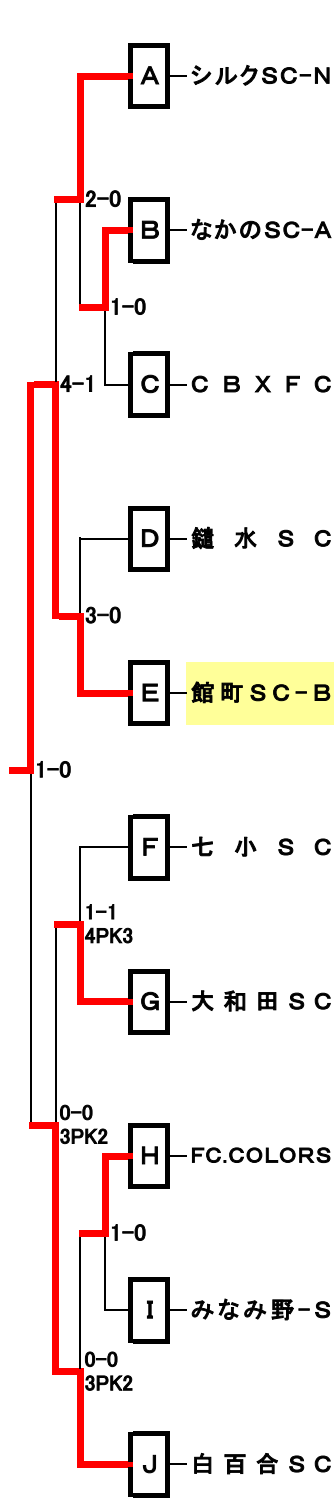 A シルクSC-N
2-0
B なかのSC-A
1-0
C CBXFC
4-1
D 鑓水SC
3-0
E 館町SC-B
1-0
F 七小SC
1-1
4PK3
G 大和田SC
0-0
3PK2
H FC.COLORS
1-0
I みなみ野-S
0-0
3PK2
J 白百合SC